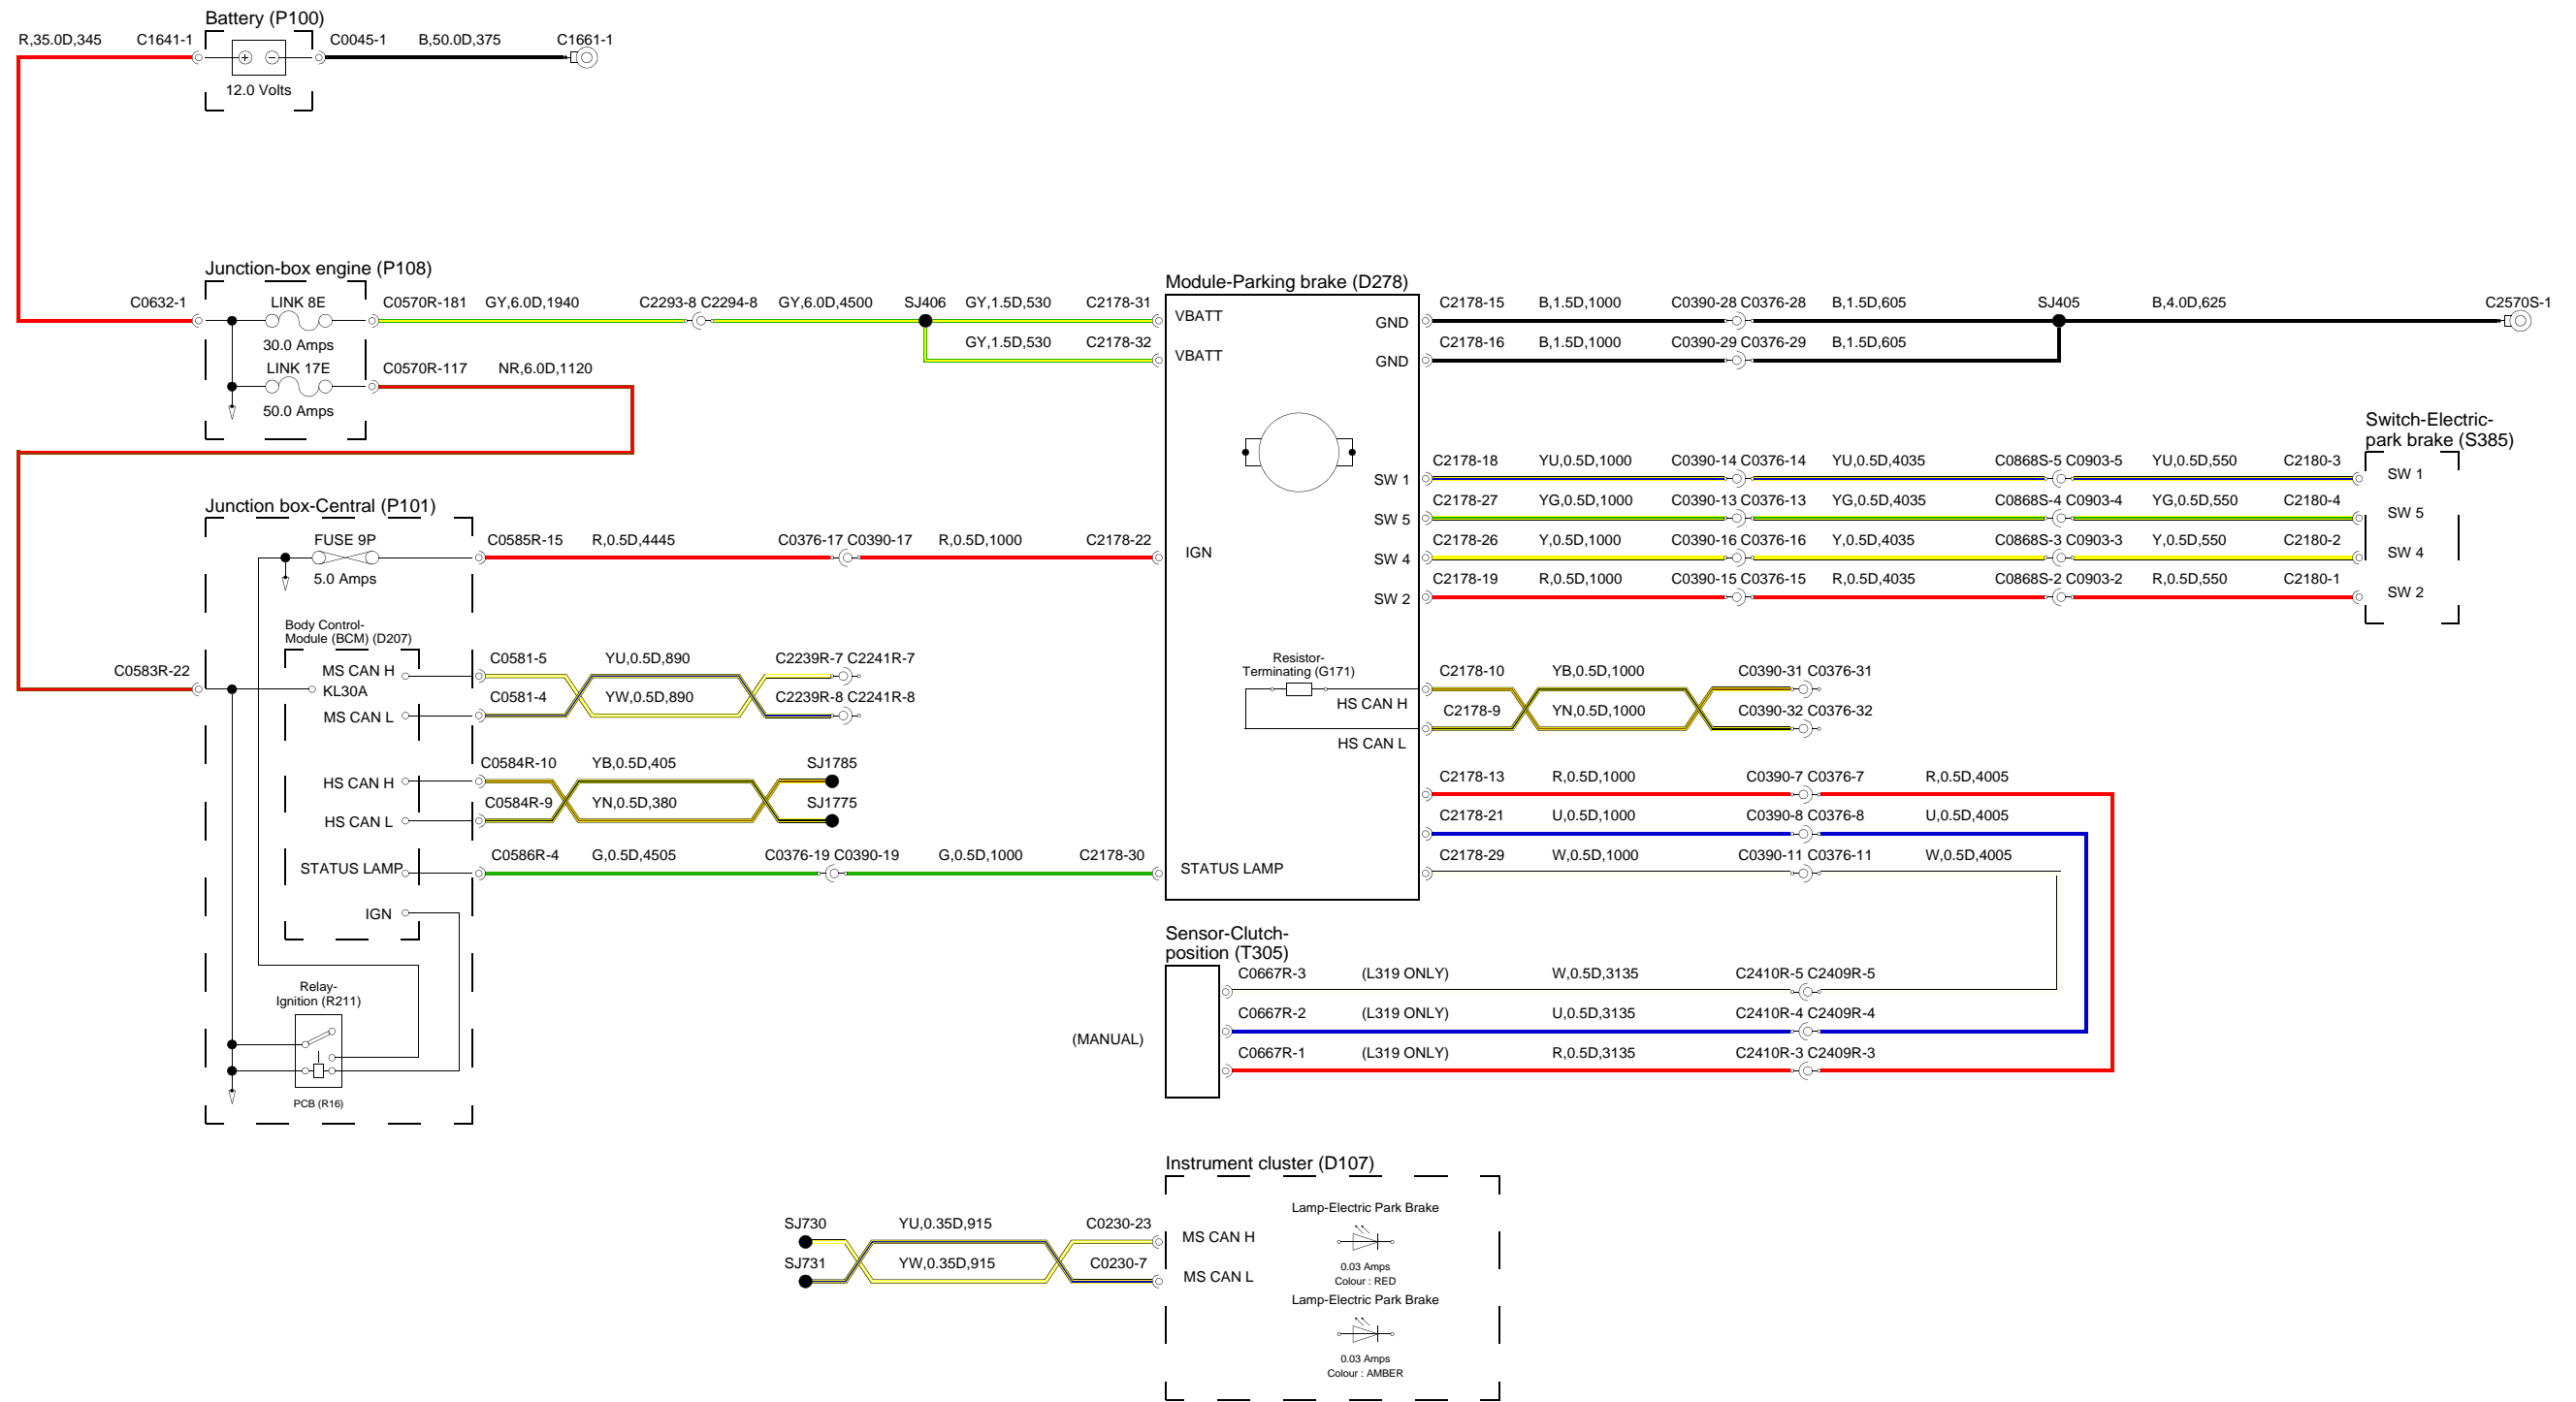 Battery (P100)
R,35.0D,345 C1641-1 C0045-1 B,50.0D,375 C1661-1
12.0 Volts
Junction-box engine (P108)
C0632-1 LINK 8E C0570R-181 GY,6.0D,1940 C2293-8 C2294-8 GY,6.0D,4500 SJ406 GY,1.5D,530 C2178-31
30.0 Amps
GY,1.5D,530 C2178-32
LINK 17E C0570R-117 NR,6.0D,1120
50.0 Amps
Module-Parking brake (D278)
VBATT
VBATT
GND
GND
C2178-15 B,1.5D,1000 C0390-28 C0376-28 B,1.5D,605 SJ405 B,4.0D,625 C2570S-1
C2178-16 B,1.5D,1000 C0390-29 C0376-29 B,1.5D,605
Switch-Electric-
park brake (S385)
C2178-18 YU,0.5D,1000 C0390-14 C0376-14 YU,0.5D,4035 C0868S-5 C0903-5 YU,0.5D,550 C2180-3
SW 1 SW 1
C2178-27 YG,0.5D,1000 C0390-13 C0376-13 YG,0.5D,4035 C0868S-4 C0903-4 YG,0.5D,550 C2180-4
SW 5 SW 5
C2178-26 Y,0.5D,1000 C0390-16 C0376-16 Y,0.5D,4035 C0868S-3 C0903-3 Y,0.5D,550 C2180-2
SW 4 SW 4
C2178-19 R,0.5D,1000 C0390-15 C0376-15 R,0.5D,4035 C0868S-2 C0903-2 R,0.5D,550 C2180-1
SW 2 SW 2
Junction box-Central (P101)
FUSE 9P C0585R-15 R,0.5D,4445 C0376-17 C0390-17 R,0.5D,1000 C2178-22
IGN
5.0 Amps
Body Control-
Module (BCM) (D207)
C0583R-22
MS CAN H
KL30A
MS CAN L
C0581-5 YU,0.5D,890 C2239R-7 C2241R-7
C0581-4 YW,0.5D,890 C2239R-8 C2241R-8
HS CAN H
HS CAN L
C0584R-10 YB,0.5D,405 SJ1785
C0584R-9 YN,0.5D,380 SJ1775
STATUS LAMP
C0586R-4 G,0.5D,4505 C0376-19 C0390-19 G,0.5D,1000 C2178-30
STATUS LAMP
IGN
Resistor-
Terminating (G171)
HS CAN H
HS CAN L
C2178-10 YB,0.5D,1000 C0390-31 C0376-31
C2178-9 YN,0.5D,1000 C0390-32 C0376-32
C2178-13 R,0.5D,1000 C0390-7 C0376-7 R,0.5D,4005
C2178-21 U,0.5D,1000 C0390-8 C0376-8 U,0.5D,4005
C2178-29 W,0.5D,1000 C0390-11 C0376-11 W,0.5D,4005
Relay-
Ignition (R211)
PCB (R16)
Sensor-Clutch-
position (T305)
(MANUAL)
C0667R-3 (L319 ONLY) W,0.5D,3135 C2410R-5 C2409R-5
C0667R-2 (L319 ONLY) U,0.5D,3135 C2410R-4 C2409R-4
C0667R-1 (L319 ONLY) R,0.5D,3135 C2410R-3 C2409R-3
Instrument cluster (D107)
SJ730 YU,0.35D,915 C0230-23
SJ731 YW,0.35D,915 C0230-7
MS CAN H
MS CAN L
Lamp-Electric Park Brake
0.03 Amps
Colour : RED
Lamp-Electric Park Brake
0.03 Amps
Colour : AMBER